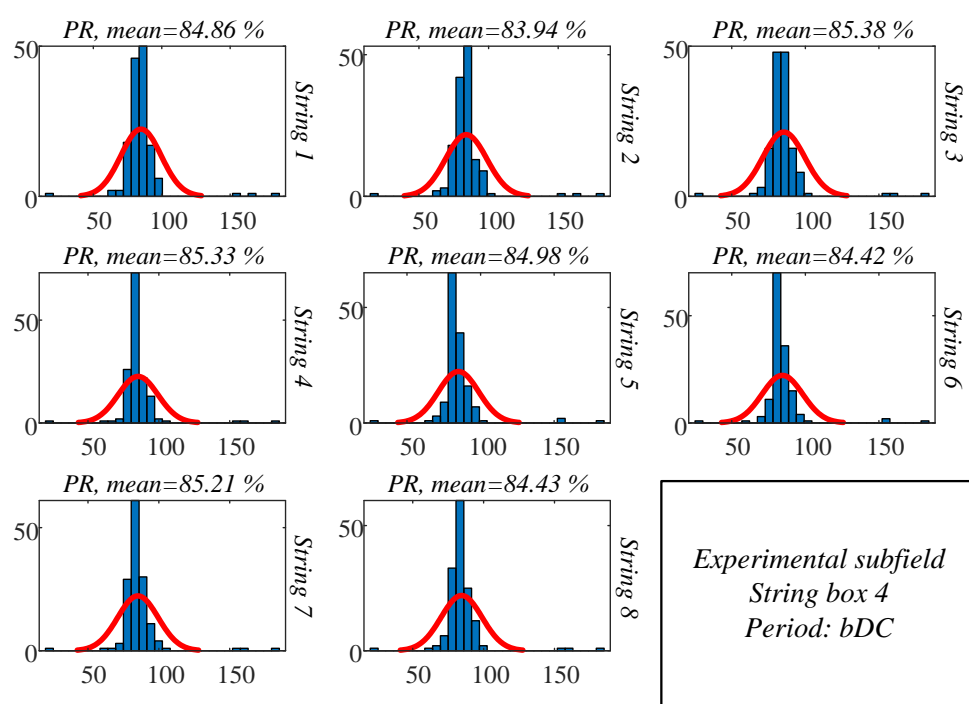 PR, mean=84.86 %
50
0
50 100 150
String 1
PR, mean=83.94 %
50
0
50 100 150
String 2
PR, mean=85.38 %
50
0
50 100 150
String 3
PR, mean=85.33 %
50
0
50 100 150
String 4
PR, mean=84.98 %
50
0
50 100 150
String 5
PR, mean=84.42 %
50
0
50 100 150
String 6
PR, mean=85.21 %
50
0
50 100 150
String 7
PR, mean=84.43 %
50
0
50 100 150
String 8
Experimental subfield
String box 4
Period: bDC